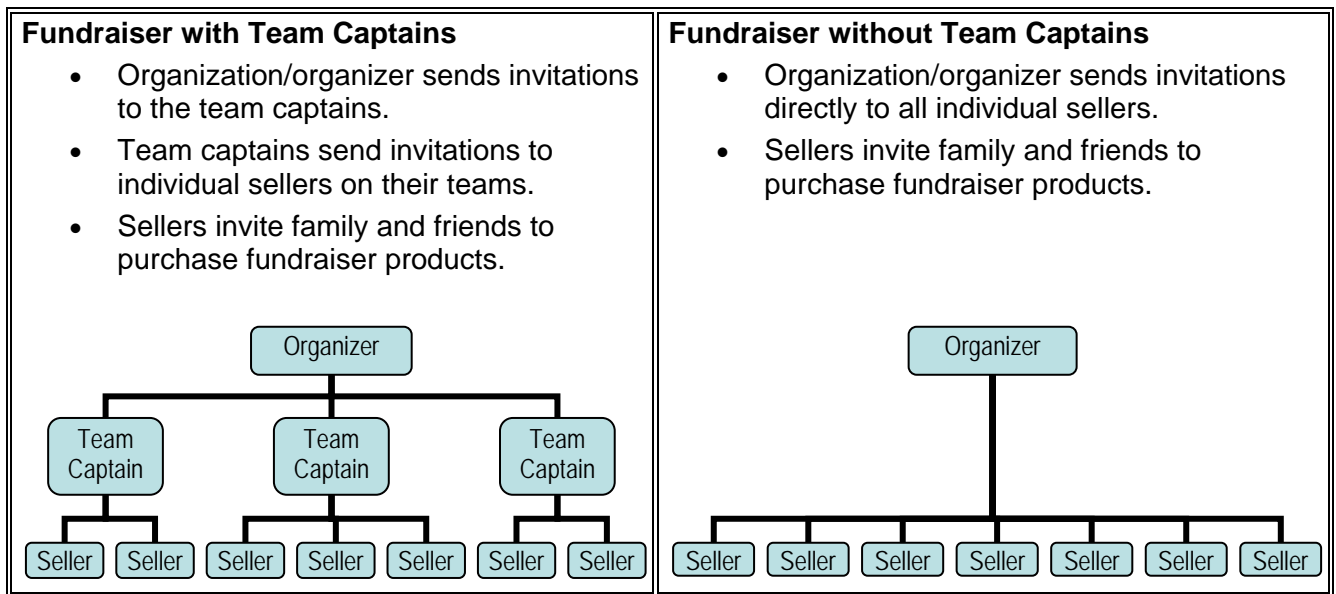 Fundraiser with Team Captains
• Organization/organizer sends invitations
to the team captains.
• Team captains send invitations to
individual sellers on their teams.
• Sellers invite family and friends to
purchase fundraiser products.
Organizer
Team
Captain
Team
Captain
Team
Captain
Seller
Seller
Seller
Seller
Seller
Seller
Seller
Fundraiser without Team Captains
• Organization/organizer sends invitations
directly to all individual sellers.
• Sellers invite family and friends to
purchase fundraiser products.
Organizer
Seller
Seller
Seller
Seller
Seller
Seller
Seller